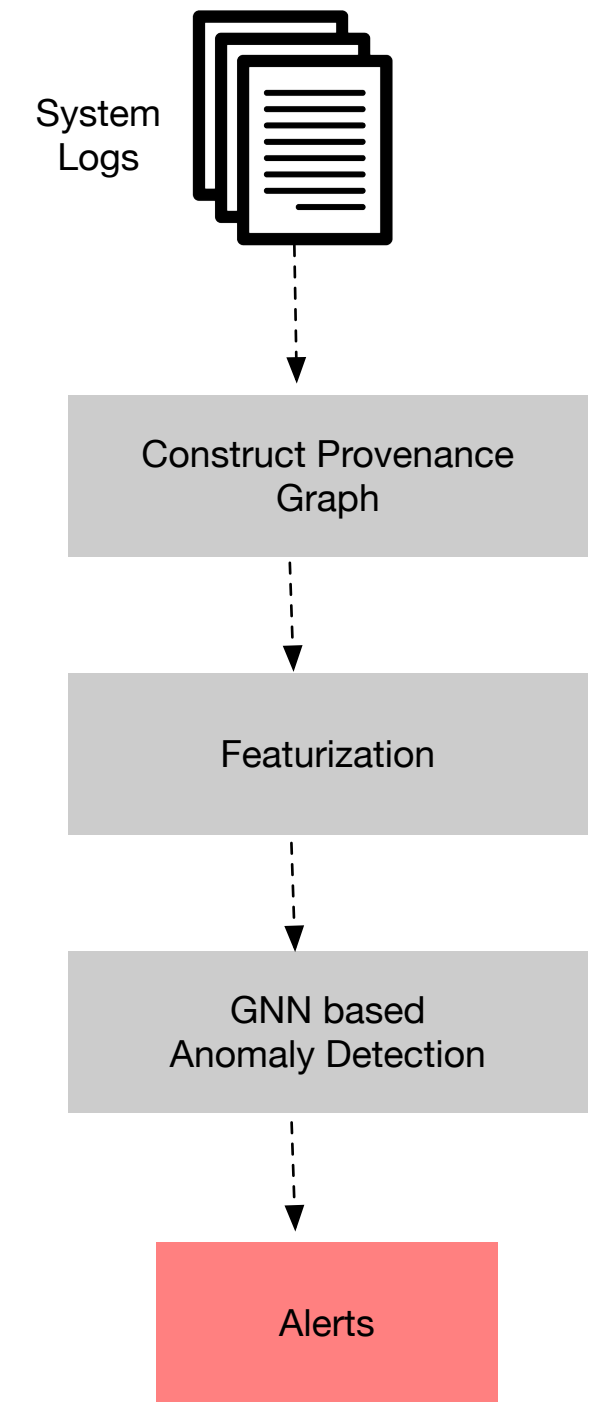 System
Logs
Construct Provenance
Graph
Featurization
GNN based
Anomaly Detection
Alerts